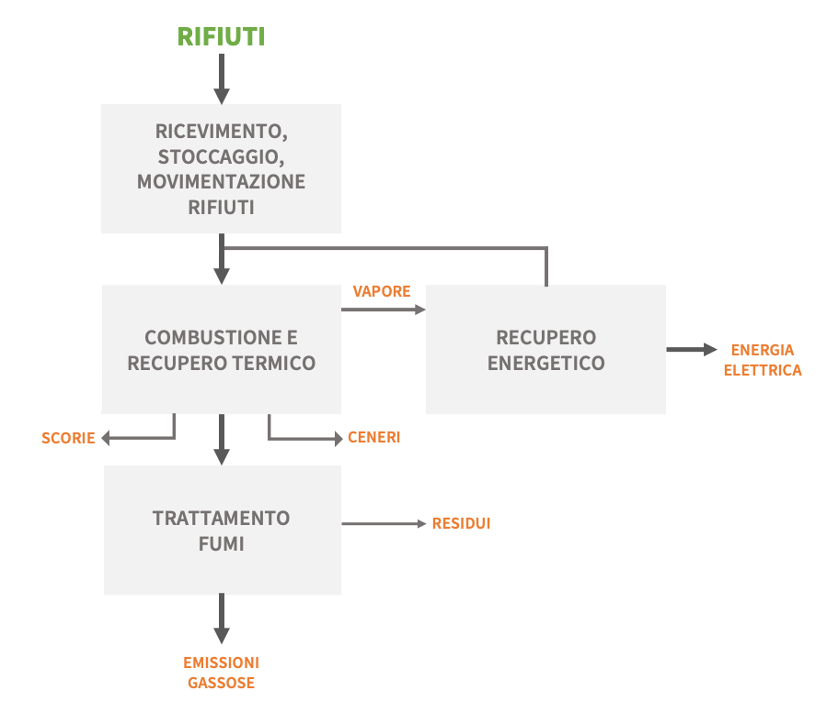 RIFIUTI
RICEVIMENTO,
STOCCAGGIO,
MOVIMENTAZIONE
RIFIUTI
VAPORE
COMBUSTIONE E
RECUPERO TERMICO
RECUPERO
ENERGETICO
ENERGIA
ELETTRICA
SCORIE
CENERI
TRATTAMENTO
FUMI
RESIDUI
EMISSIONI
GASSOSE